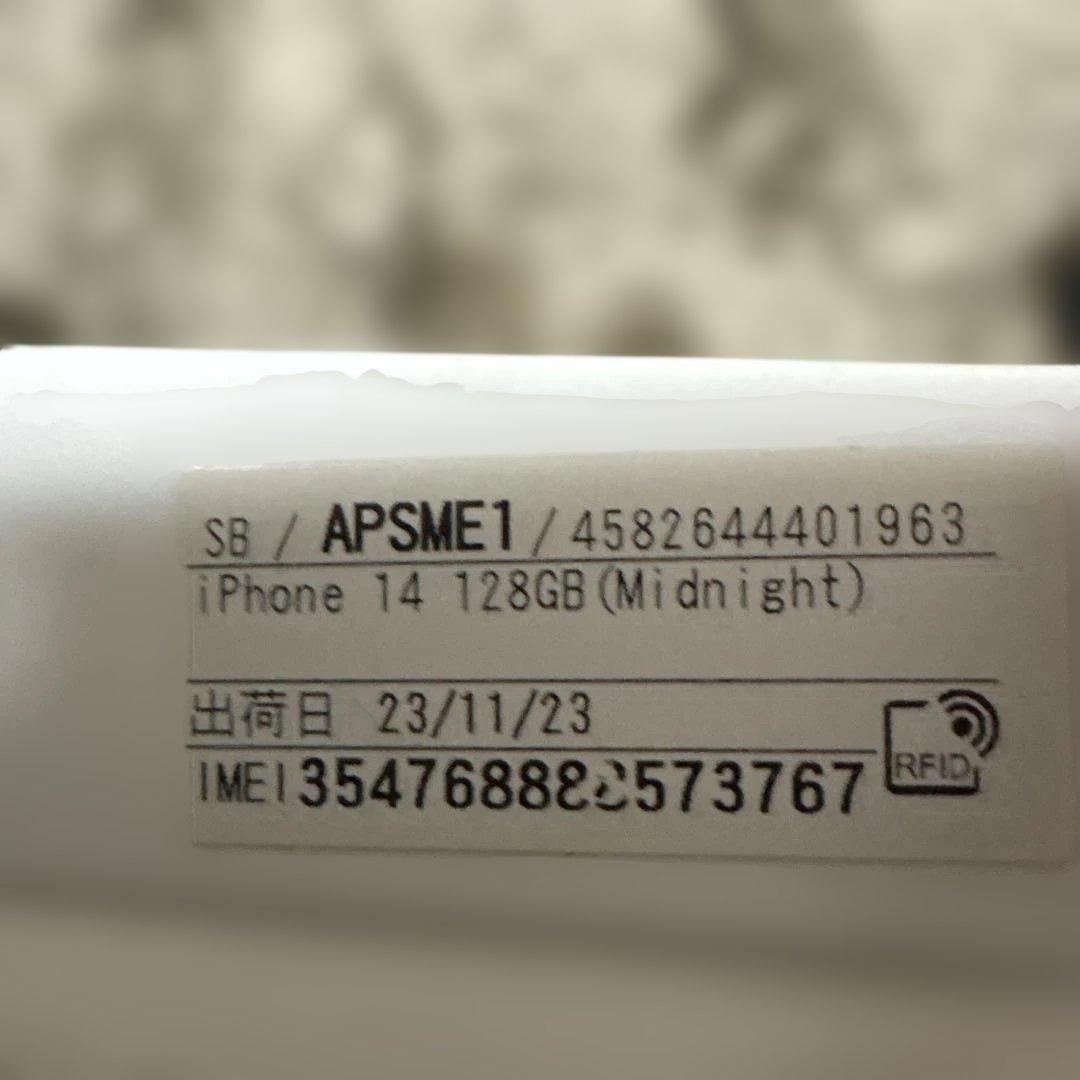 SB / APSME1 / 4582644401963
iPhone 14 128GB(Midnight)
出荷日 23/11/23
IMEI
RFID